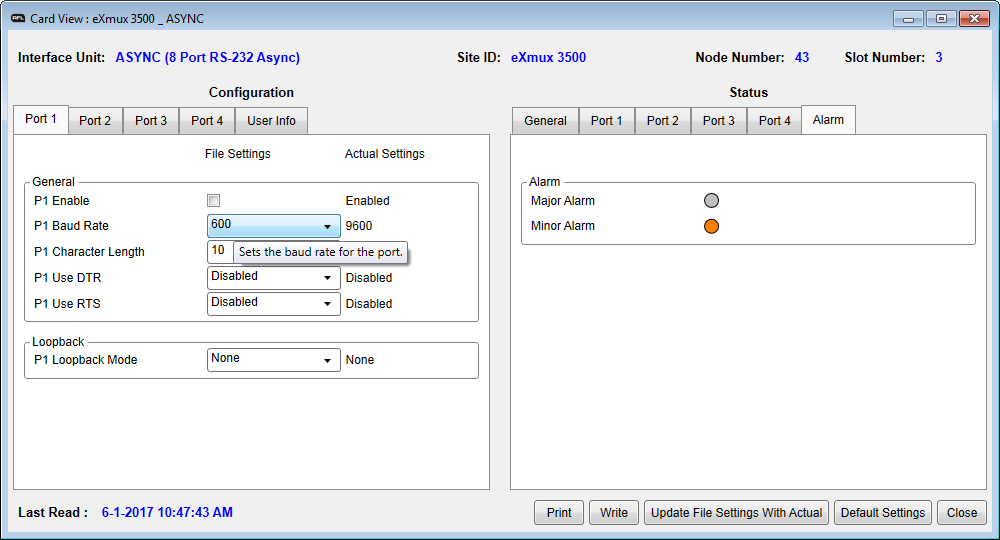 AFL Card View : eXmux 3500 _ ASYNC
Interface Unit: ASYNC (8 Port RS-232 Async) Site ID: eXmux 3500 Node Number: 43 Slot Number: 3
Configuration
Port 1 Port 2 Port 3 Port 4 User Info
File Settings Actual Settings
General
P1 Enable Enabled
P1 Baud Rate 600 9600
P1 Character Length 10
Sets the baud rate for the port.
P1 Use DTR Disabled Disabled
P1 Use RTS Disabled Disabled
Loopback
P1 Loopback Mode None None
Status
General Port 1 Port 2 Port 3 Port 4 Alarm
Alarm
Major Alarm
Minor Alarm
Last Read : 6-1-2017 10:47:43 AM
Print Write Update File Settings With Actual Default Settings Close